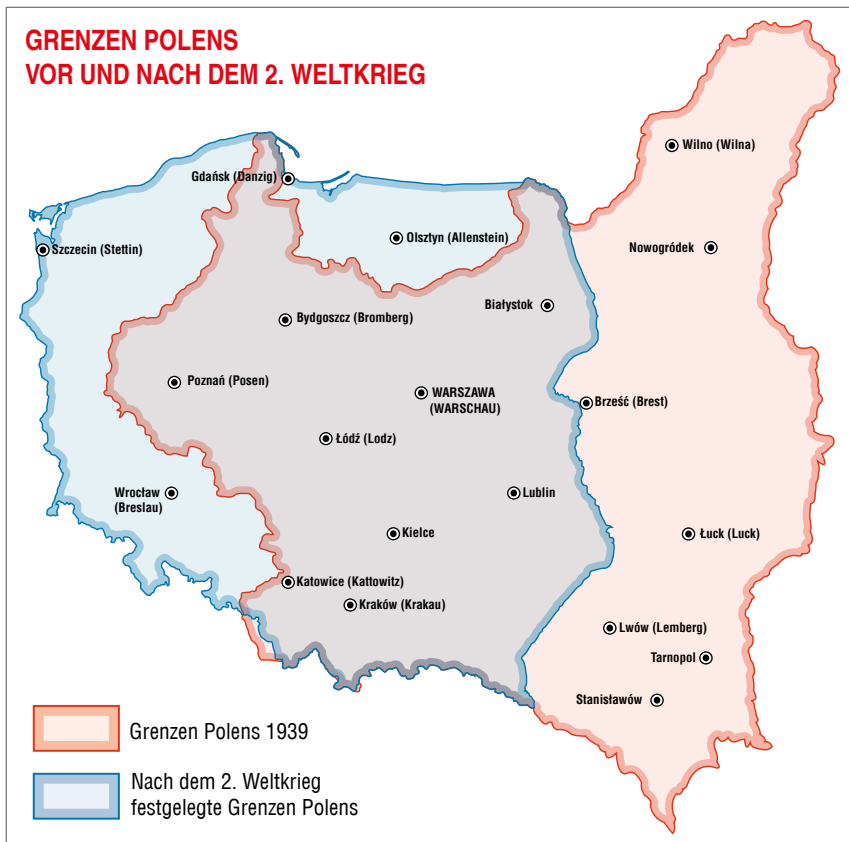 GRENZEN POLENS
VOR UND NACH DEM 2. WELTKRIEG
Wilno (Wilna)
Gdańsk (Danzig)
Olsztyn (Allenstein)
Szczecin (Stettin)
Nowogródek
Białystok
Bydgoszcz (Bromberg)
Poznań (Posen)
WARSZAWA
(WARSCHAU)
Brześć (Brest)
Łódź (Lodz)
Wrocław
(Breslau)
Lublin
Kielce
Łuck (Luck)
Katowice (Kattowitz)
Kraków (Krakau)
Lwów (Lemberg)
Tarnopol
Stanisławów
Grenzen Polens 1939
Nach dem 2. Weltkrieg
festgelegte Grenzen Polens